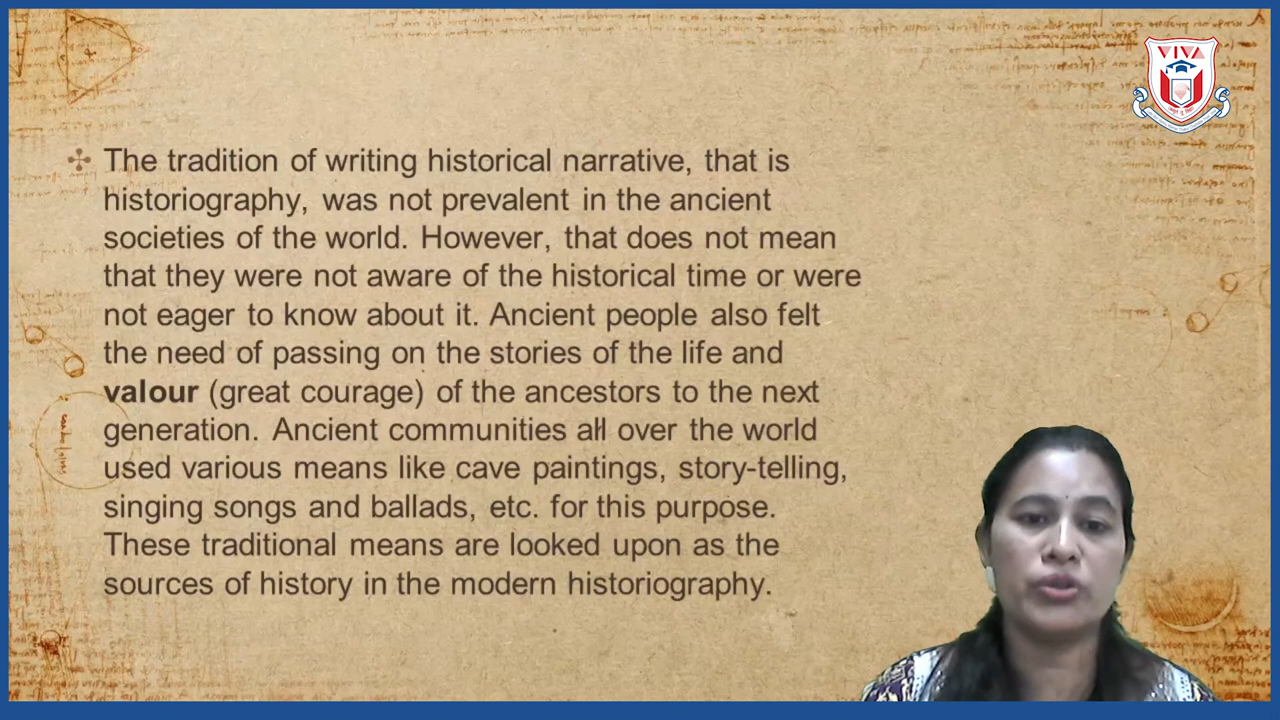 VIVA
The tradition of writing historical narrative, that is
historiography, was not prevalent in the ancient
societies of the world. However, that does not mean
that they were not aware of the historical time or were
not eager to know about it. Ancient people also felt
the need of passing on the stories of the life and
valour (great courage) of the ancestors to the next
generation. Ancient communities all over the world
used various means like cave paintings, story-telling,
singing songs and ballads, etc. for this purpose.
These traditional means are looked upon as the
sources of history in the modern historiography.